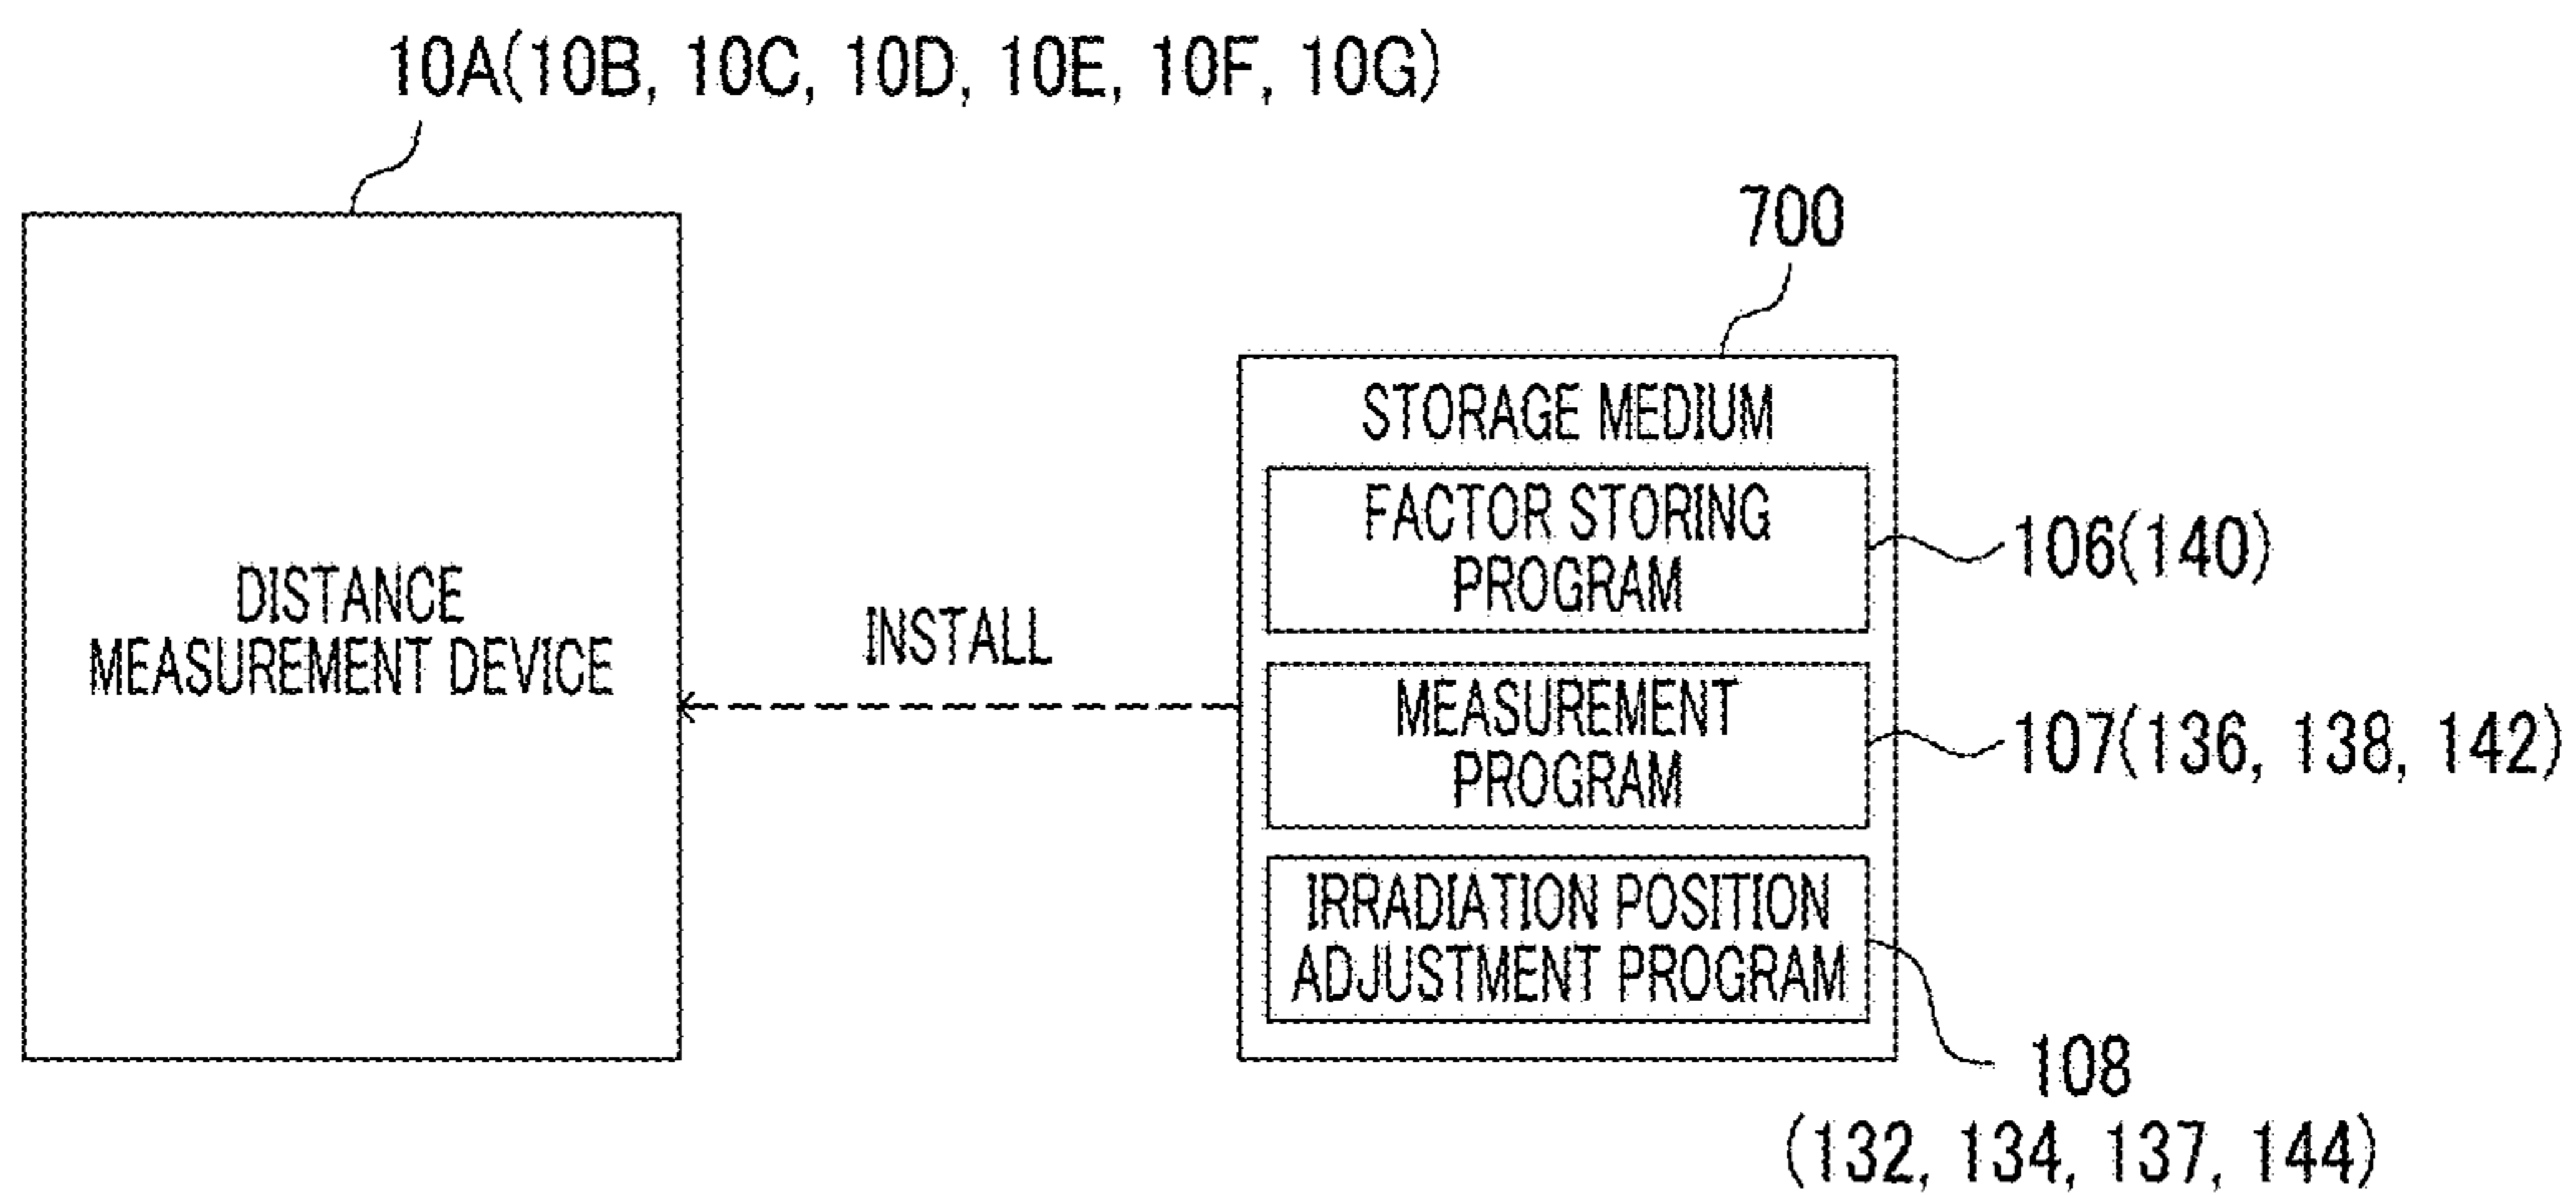 10A(10B, 10C, 10D, 10E, 10F, 10G)
700
STORAGE MEDIUM
FACTOR STORING
PROGRAM
106(140)
DISTANCE
MEASUREMENT DEVICE
INSTALL
MEASUREMENT
PROGRAM
107(136, 138, 142)
IRRADIATION POSITION
ADJUSTMENT PROGRAM
108
(132, 134, 137, 144)